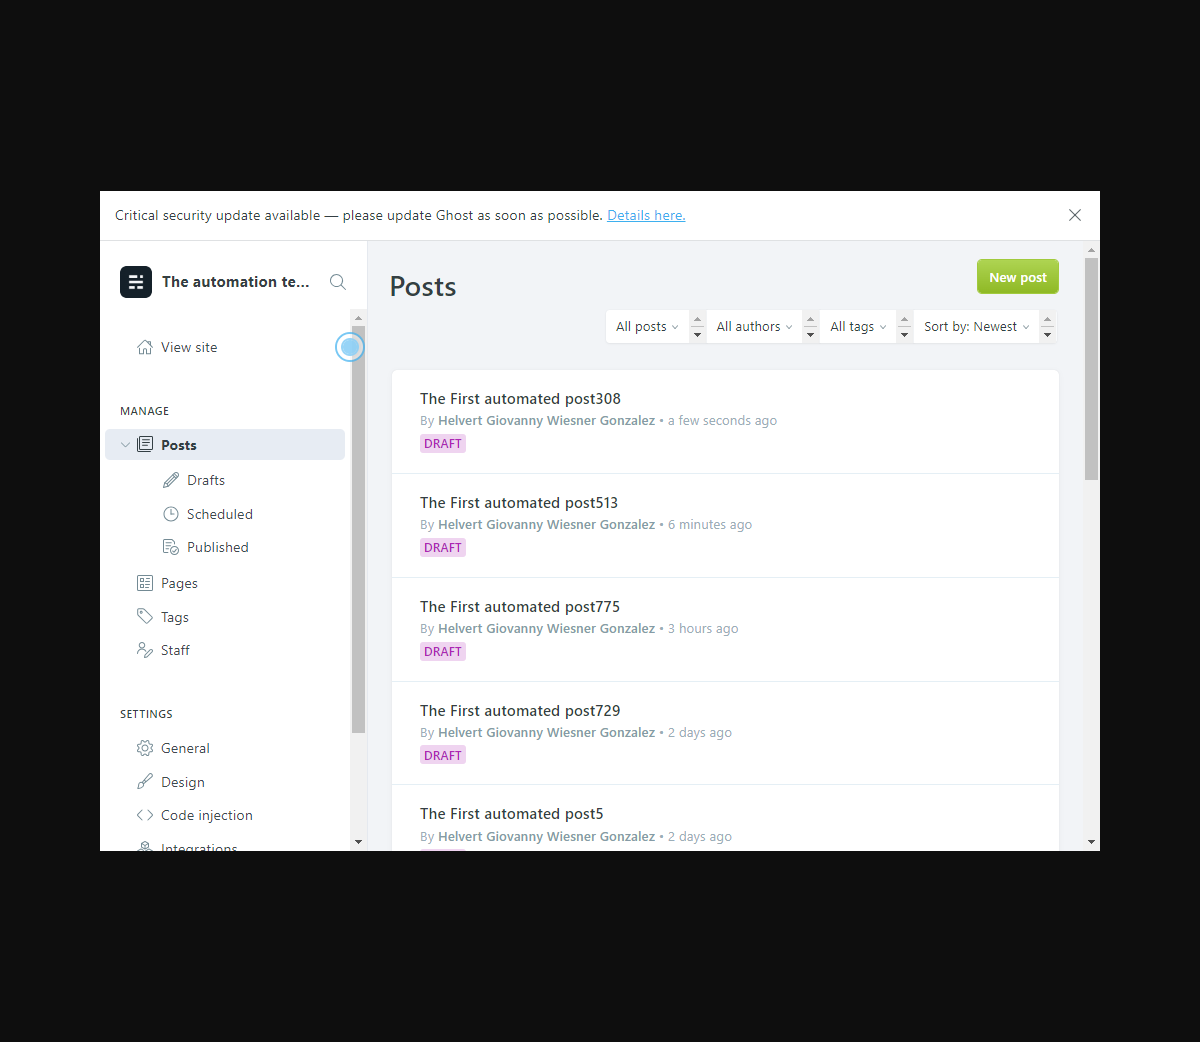 Critical security update available — please update Ghost as soon as possible. Details here.
The automation te...
View site
MANAGE
Posts
Drafts
Scheduled
Published
Pages
Tags
Staff
SETTINGS
General
Design
Code injection
Integrations
Posts
New post
All posts
All authors
All tags
Sort by: Newest
The First automated post308
By Helvert Giovanny Wiesner Gonzalez • a few seconds ago
DRAFT
The First automated post513
By Helvert Giovanny Wiesner Gonzalez • 6 minutes ago
DRAFT
The First automated post775
By Helvert Giovanny Wiesner Gonzalez • 3 hours ago
DRAFT
The First automated post729
By Helvert Giovanny Wiesner Gonzalez • 2 days ago
DRAFT
The First automated post5
By Helvert Giovanny Wiesner Gonzalez • 2 days ago